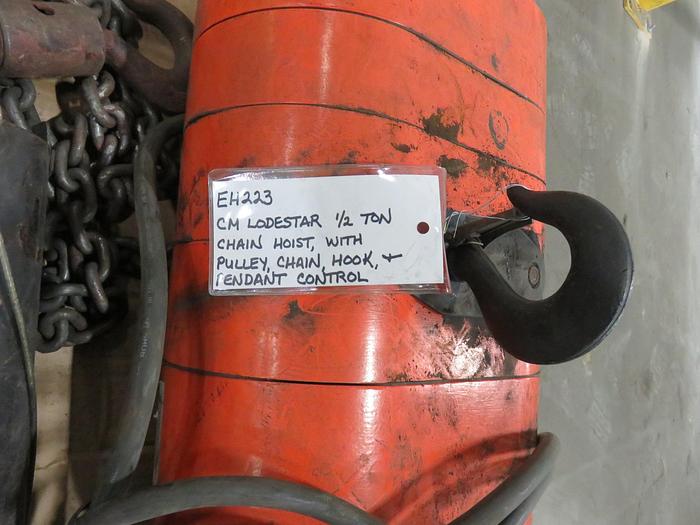 EH223
CM LODESTAR 1/2 TON
CHAIN HOIST, WITH
PULLEY, CHAIN, HOOK, +
PENDANT CONTROL